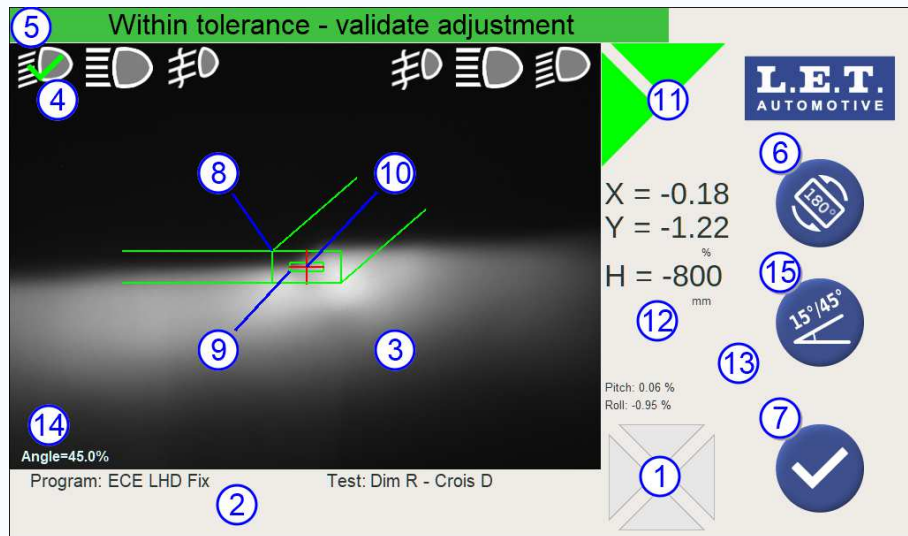 Within tolerance - validate adjustment
5
4
11
L.E.T.
AUTOMOTIVE
6
180°
8
10
X = -0.18
Y = -1.22
%
H = -800
mm
15
15°/45°
12
9
3
13
Pitch: 0.06 %
Roll: -0.95 %
14
7
Angle=45.0%
Program: ECE LHD Fix
Test: Dim R - Crois D
1
2